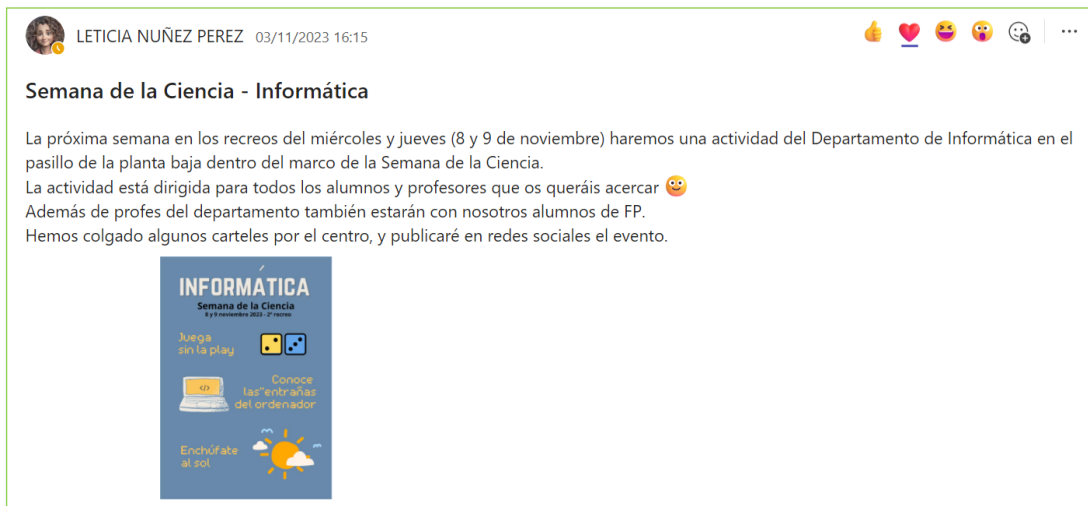 LETICIA NUÑEZ PEREZ 03/11/2023 16:15
Semana de la Ciencia - Informática
La próxima semana en los recreos del miércoles y jueves (8 y 9 de noviembre) haremos una actividad del Departamento de Informática en el
pasillo de la planta baja dentro del marco de la Semana de la Ciencia.
La actividad está dirigida para todos los alumnos y profesores que os queráis acercar
Además de profes del departamento también estarán con nosotros alumnos de FP.
Hemos colgado algunos carteles por el centro, y publicaré en redes sociales el evento.
INFORMÁTICA
Semana de la Ciencia
8 y 9 noviembre 2023 - 2º recreo
Juega
sin la play
</>
Conoce
las"entrañas
del ordenador
Enchúfate
al sol